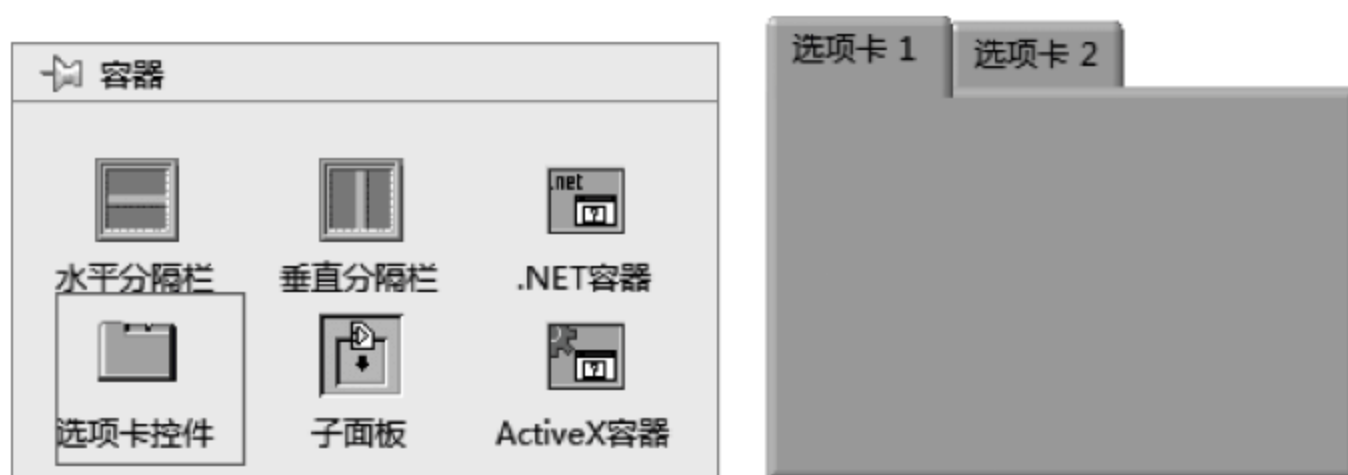 容器
水平分隔栏 垂直分隔栏 .NET容器
选项卡控件 子面板 ActiveX容器
.net
?
?
选项卡 1 选项卡 2